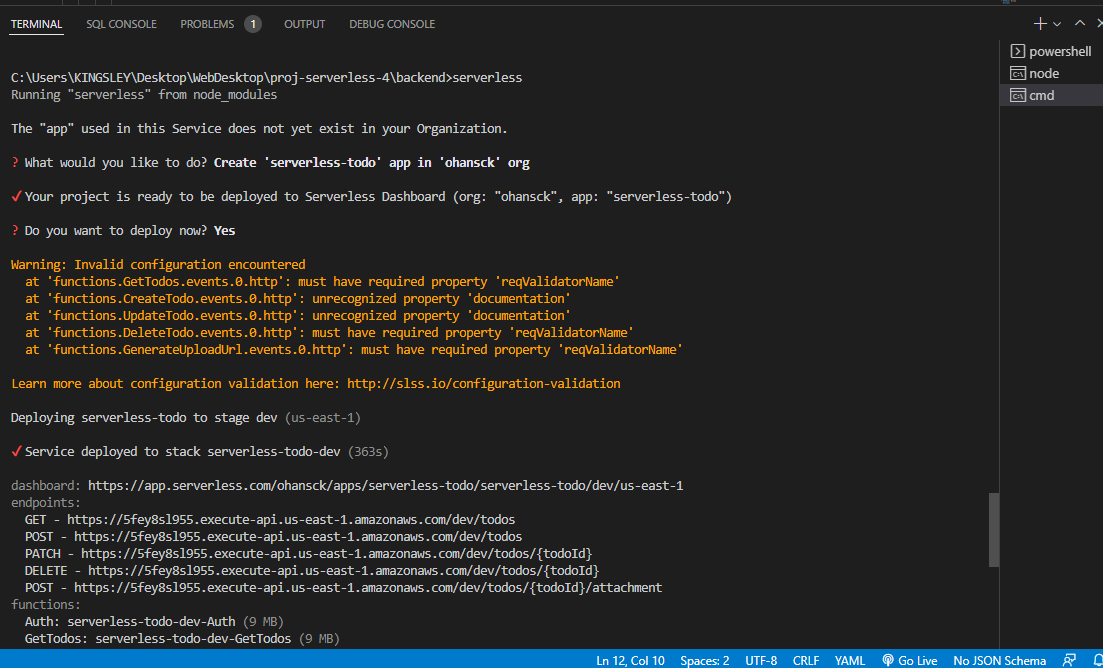 TERMINAL SQL CONSOLE PROBLEMS 1 OUTPUT DEBUG CONSOLE
powershell
node
cmd
C:\Users\KINGSLEY\Desktop\WebDesktop\proj-serverless-4\backend>serverless
Running "serverless" from node_modules
The "app" used in this Service does not yet exist in your Organization.
? What would you like to do? Create 'serverless-todo' app in 'ohansck' org
✓Your project is ready to be deployed to Serverless Dashboard (org: "ohansck", app: "serverless-todo")
? Do you want to deploy now? Yes
Warning: Invalid configuration encountered
at 'functions.GetTodos.events.0.http': must have required property 'reqValidatorName'
at 'functions.CreateTodo.events.0.http': unrecognized property 'documentation'
at 'functions.UpdateTodo.events.0.http': unrecognized property 'documentation'
at 'functions.DeleteTodo.events.0.http': must have required property 'reqValidatorName'
at 'functions.GenerateUploadUrl.events.0.http': must have required property 'reqValidatorName'
Learn more about configuration validation here: http://slss.io/configuration-validation
Deploying serverless-todo to stage dev (us-east-1)
✓Service deployed to stack serverless-todo-dev (363s)
dashboard: https://app.serverless.com/ohansck/apps/serverless-todo/serverless-todo/dev/us-east-1
endpoints:
GET - https://5fey8sl955.execute-api.us-east-1.amazonaws.com/dev/todos
POST - https://5fey8sl955.execute-api.us-east-1.amazonaws.com/dev/todos
PATCH - https://5fey8sl955.execute-api.us-east-1.amazonaws.com/dev/todos/{todoId}
DELETE - https://5fey8sl955.execute-api.us-east-1.amazonaws.com/dev/todos/{todoId}
POST - https://5fey8sl955.execute-api.us-east-1.amazonaws.com/dev/todos/{todoId}/attachment
functions:
Auth: serverless-todo-dev-Auth (9 MB)
GetTodos: serverless-todo-dev-GetTodos (9 MB)
Ln 12, Col 10 Spaces: 2 UTF-8 CRLF YAML Go Live No JSON Schema